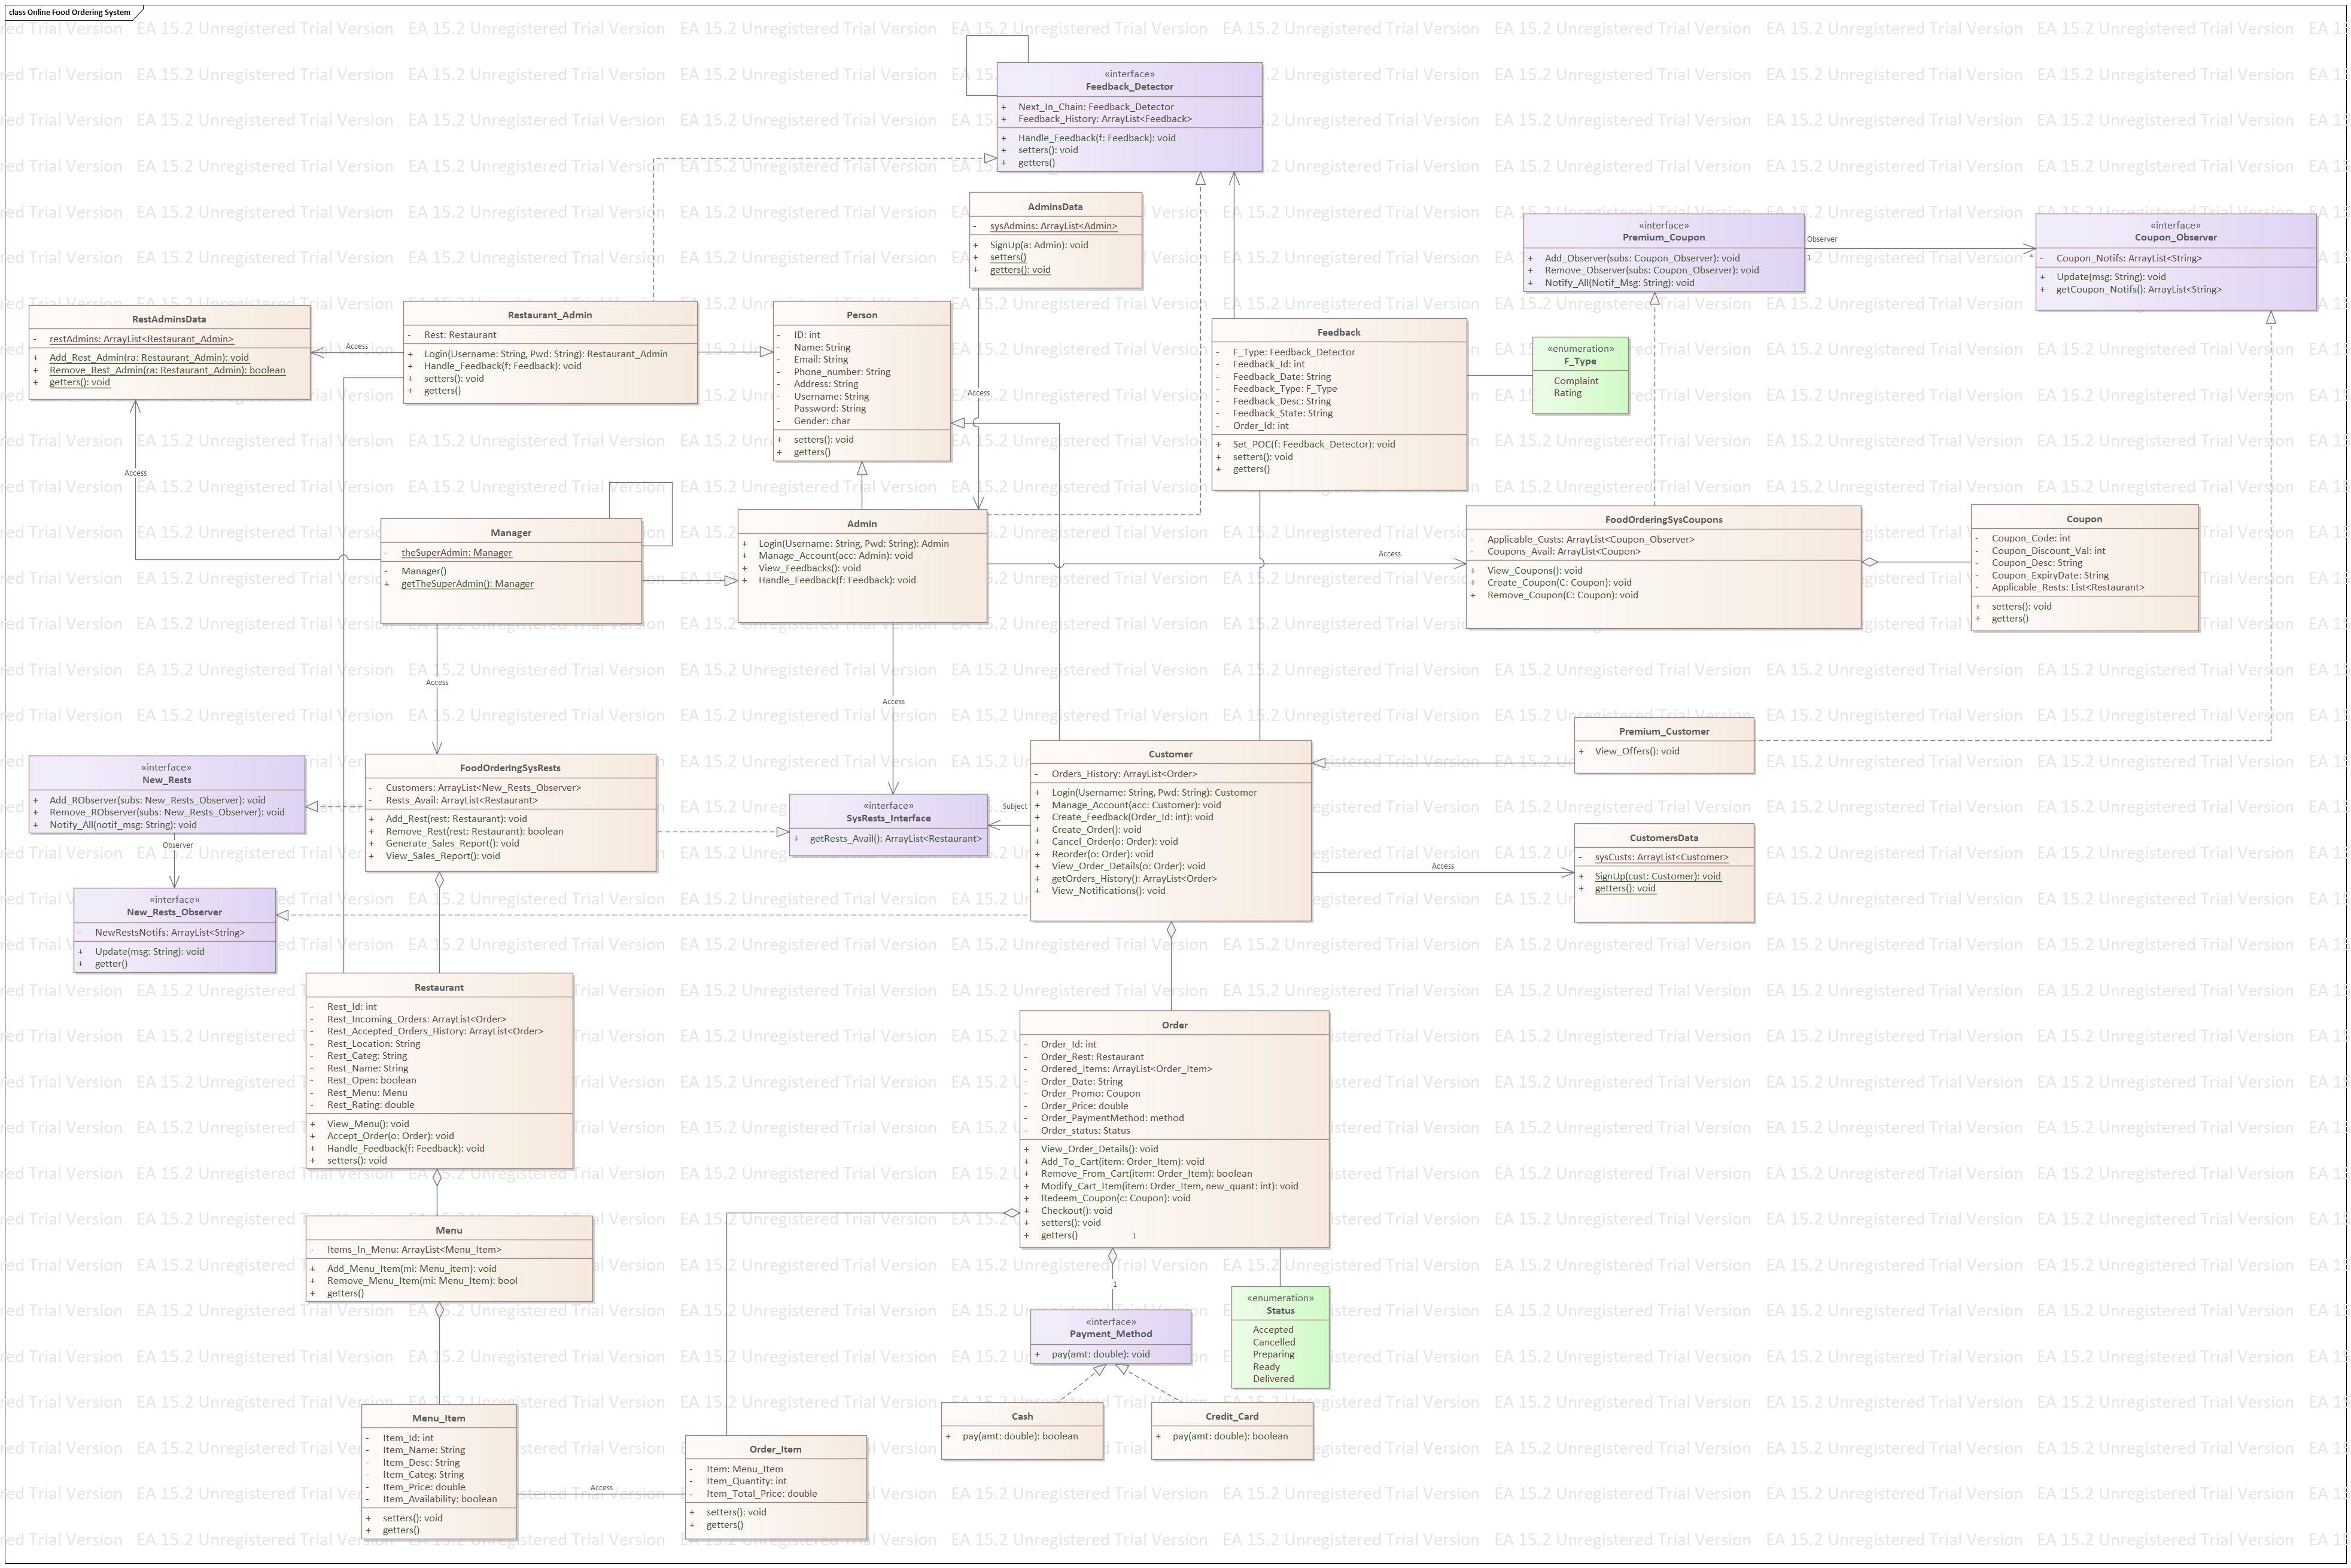 class Online Food Ordering System
EA 15.2 Unregistered Trial Version
«interface»
Feedback_Detector
+ Next_In_Chain: Feedback_Detector
+ Feedback_History: ArrayList<Feedback>
+ Handle_Feedback(f: Feedback): void
+ setters(): void
+ getters()
AdminsData
- sysAdmins: ArrayList<Admin>
+ SignUp(a: Admin): void
+ setters()
+ getters(): void
«interface»
Premium_Coupon
+ Add_Observer(subs: Coupon_Observer): void
+ Remove_Observer(subs: Coupon_Observer): void
+ Notify_All(Notif_Msg: String): void
Observer
1
*
«interface»
Coupon_Observer
- Coupon_Notifs: ArrayList<String>
+ Update(msg: String): void
+ getCoupon_Notifs(): ArrayList<String>
RestAdminsData
- restAdmins: ArrayList<Restaurant_Admin>
+ Add_Rest_Admin(ra: Restaurant_Admin): void
+ Remove_Rest_Admin(ra: Restaurant_Admin): boolean
+ getters(): void
Access
Restaurant_Admin
- Rest: Restaurant
+ Login(Username: String, Pwd: String): Restaurant_Admin
+ Handle_Feedback(f: Feedback): void
+ setters(): void
+ getters()
Person
- ID: int
- Name: String
- Email: String
- Phone_number: String
- Address: String
- Username: String
- Password: String
- Gender: char
+ setters(): void
+ getters()
Access
Feedback
- F_Type: Feedback_Detector
- Feedback_Id: int
- Feedback_Date: String
- Feedback_Type: F_Type
- Feedback_Desc: String
- Feedback_State: String
- Order_Id: int
+ Set_POC(f: Feedback_Detector): void
+ setters(): void
+ getters()
«enumeration»
F_Type
Complaint
Rating
Access
Manager
- theSuperAdmin: Manager
- Manager()
+ getTheSuperAdmin(): Manager
Admin
+ Login(Username: String, Pwd: String): Admin
+ Manage_Account(acc: Admin): void
+ View_Feedbacks(): void
+ Handle_Feedback(f: Feedback): void
Access
FoodOrderingSysCoupons
- Applicable_Custs: ArrayList<Coupon_Observer>
- Coupons_Avail: ArrayList<Coupon>
+ View_Coupons(): void
+ Create_Coupon(C: Coupon): void
+ Remove_Coupon(C: Coupon): void
Coupon
- Coupon_Code: int
- Coupon_Discount_Val: int
- Coupon_Desc: String
- Coupon_ExpiryDate: String
- Applicable_Rests: List<Restaurant>
+ setters(): void
+ getters()
Access
Access
«interface»
New_Rests
+ Add_RObserver(subs: New_Rests_Observer): void
+ Remove_RObserver(subs: New_Rests_Observer): void
+ Notify_All(notif_msg: String): void
Observer
FoodOrderingSysRests
- Customers: ArrayList<New_Rests_Observer>
- Rests_Avail: ArrayList<Restaurant>
+ Add_Rest(rest: Restaurant): void
+ Remove_Rest(rest: Restaurant): boolean
+ Generate_Sales_Report(): void
+ View_Sales_Report(): void
«interface»
SysRests_Interface
+ getRests_Avail(): ArrayList<Restaurant>
Subject
Customer
- Orders_History: ArrayList<Order>
+ Login(Username: String, Pwd: String): Customer
+ Manage_Account(acc: Customer): void
+ Create_Feedback(Order_Id: int): void
+ Create_Order(): void
+ Cancel_Order(o: Order): void
+ Reorder(o: Order): void
+ View_Order_Details(o: Order): void
+ getOrders_History(): ArrayList<Order>
+ View_Notifications(): void
Premium_Customer
+ View_Offers(): void
Access
CustomersData
- sysCusts: ArrayList<Customer>
+ SignUp(cust: Customer): void
+ getters(): void
«interface»
New_Rests_Observer
- NewRestsNotifs: ArrayList<String>
+ Update(msg: String): void
+ getter()
Restaurant
- Rest_Id: int
- Rest_Incoming_Orders: ArrayList<Order>
- Rest_Accepted_Orders_History: ArrayList<Order>
- Rest_Location: String
- Rest_Categ: String
- Rest_Name: String
- Rest_Open: boolean
- Rest_Menu: Menu
- Rest_Rating: double
+ View_Menu(): void
+ Accept_Order(o: Order): void
+ Handle_Feedback(f: Feedback): void
+ setters(): void
Order
- Order_Id: int
- Order_Rest: Restaurant
- Ordered_Items: ArrayList<Order_Item>
- Order_Date: String
- Order_Promo: Coupon
- Order_Price: double
- Order_PaymentMethod: method
- Order_status: Status
+ View_Order_Details(): void
+ Add_To_Cart(item: Order_Item): void
+ Remove_From_Cart(item: Order_Item): boolean
+ Modify_Cart_Item(item: Order_Item, new_quant: int): void
+ Redeem_Coupon(c: Coupon): void
+ Checkout(): void
+ setters(): void
+ getters()
1
1
Menu
- Items_In_Menu: ArrayList<Menu_Item>
+ Add_Menu_Item(mi: Menu_item): void
+ Remove_Menu_Item(mi: Menu_Item): bool
+ getters()
«interface»
Payment_Method
+ pay(amt: double): void
«enumeration»
Status
Accepted
Cancelled
Preparing
Ready
Delivered
Cash
+ pay(amt: double): boolean
Credit_Card
+ pay(amt: double): boolean
Menu_Item
- Item_Id: int
- Item_Name: String
- Item_Desc: String
- Item_Categ: String
- Item_Price: double
- Item_Availability: boolean
+ setters(): void
+ getters()
Access
Order_Item
- Item: Menu_Item
- Item_Quantity: int
- Item_Total_Price: double
+ setters(): void
+ getters()